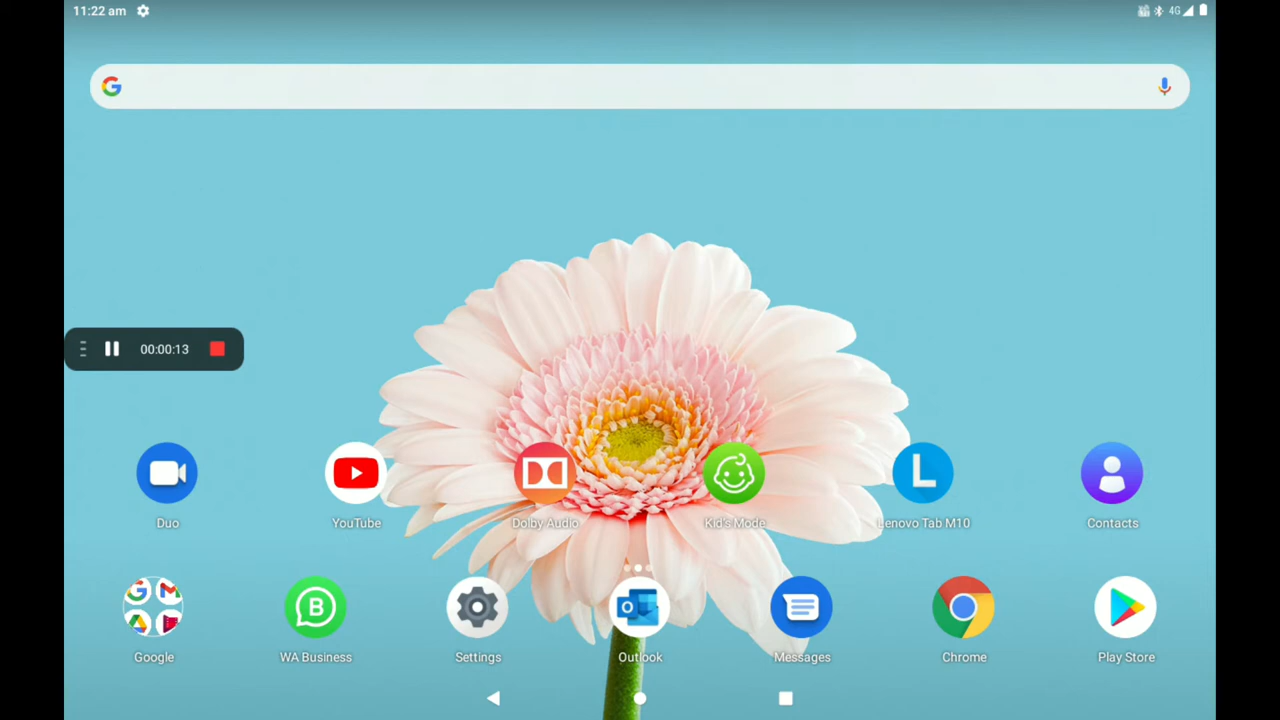 11:22 am
4G
00:00:13
Duo
YouTube
Dolby Audio
Kid's Mode
Lenovo Tab M10
Contacts
Google
WA Business
Settings
Outlook
Messages
Chrome
Play Store